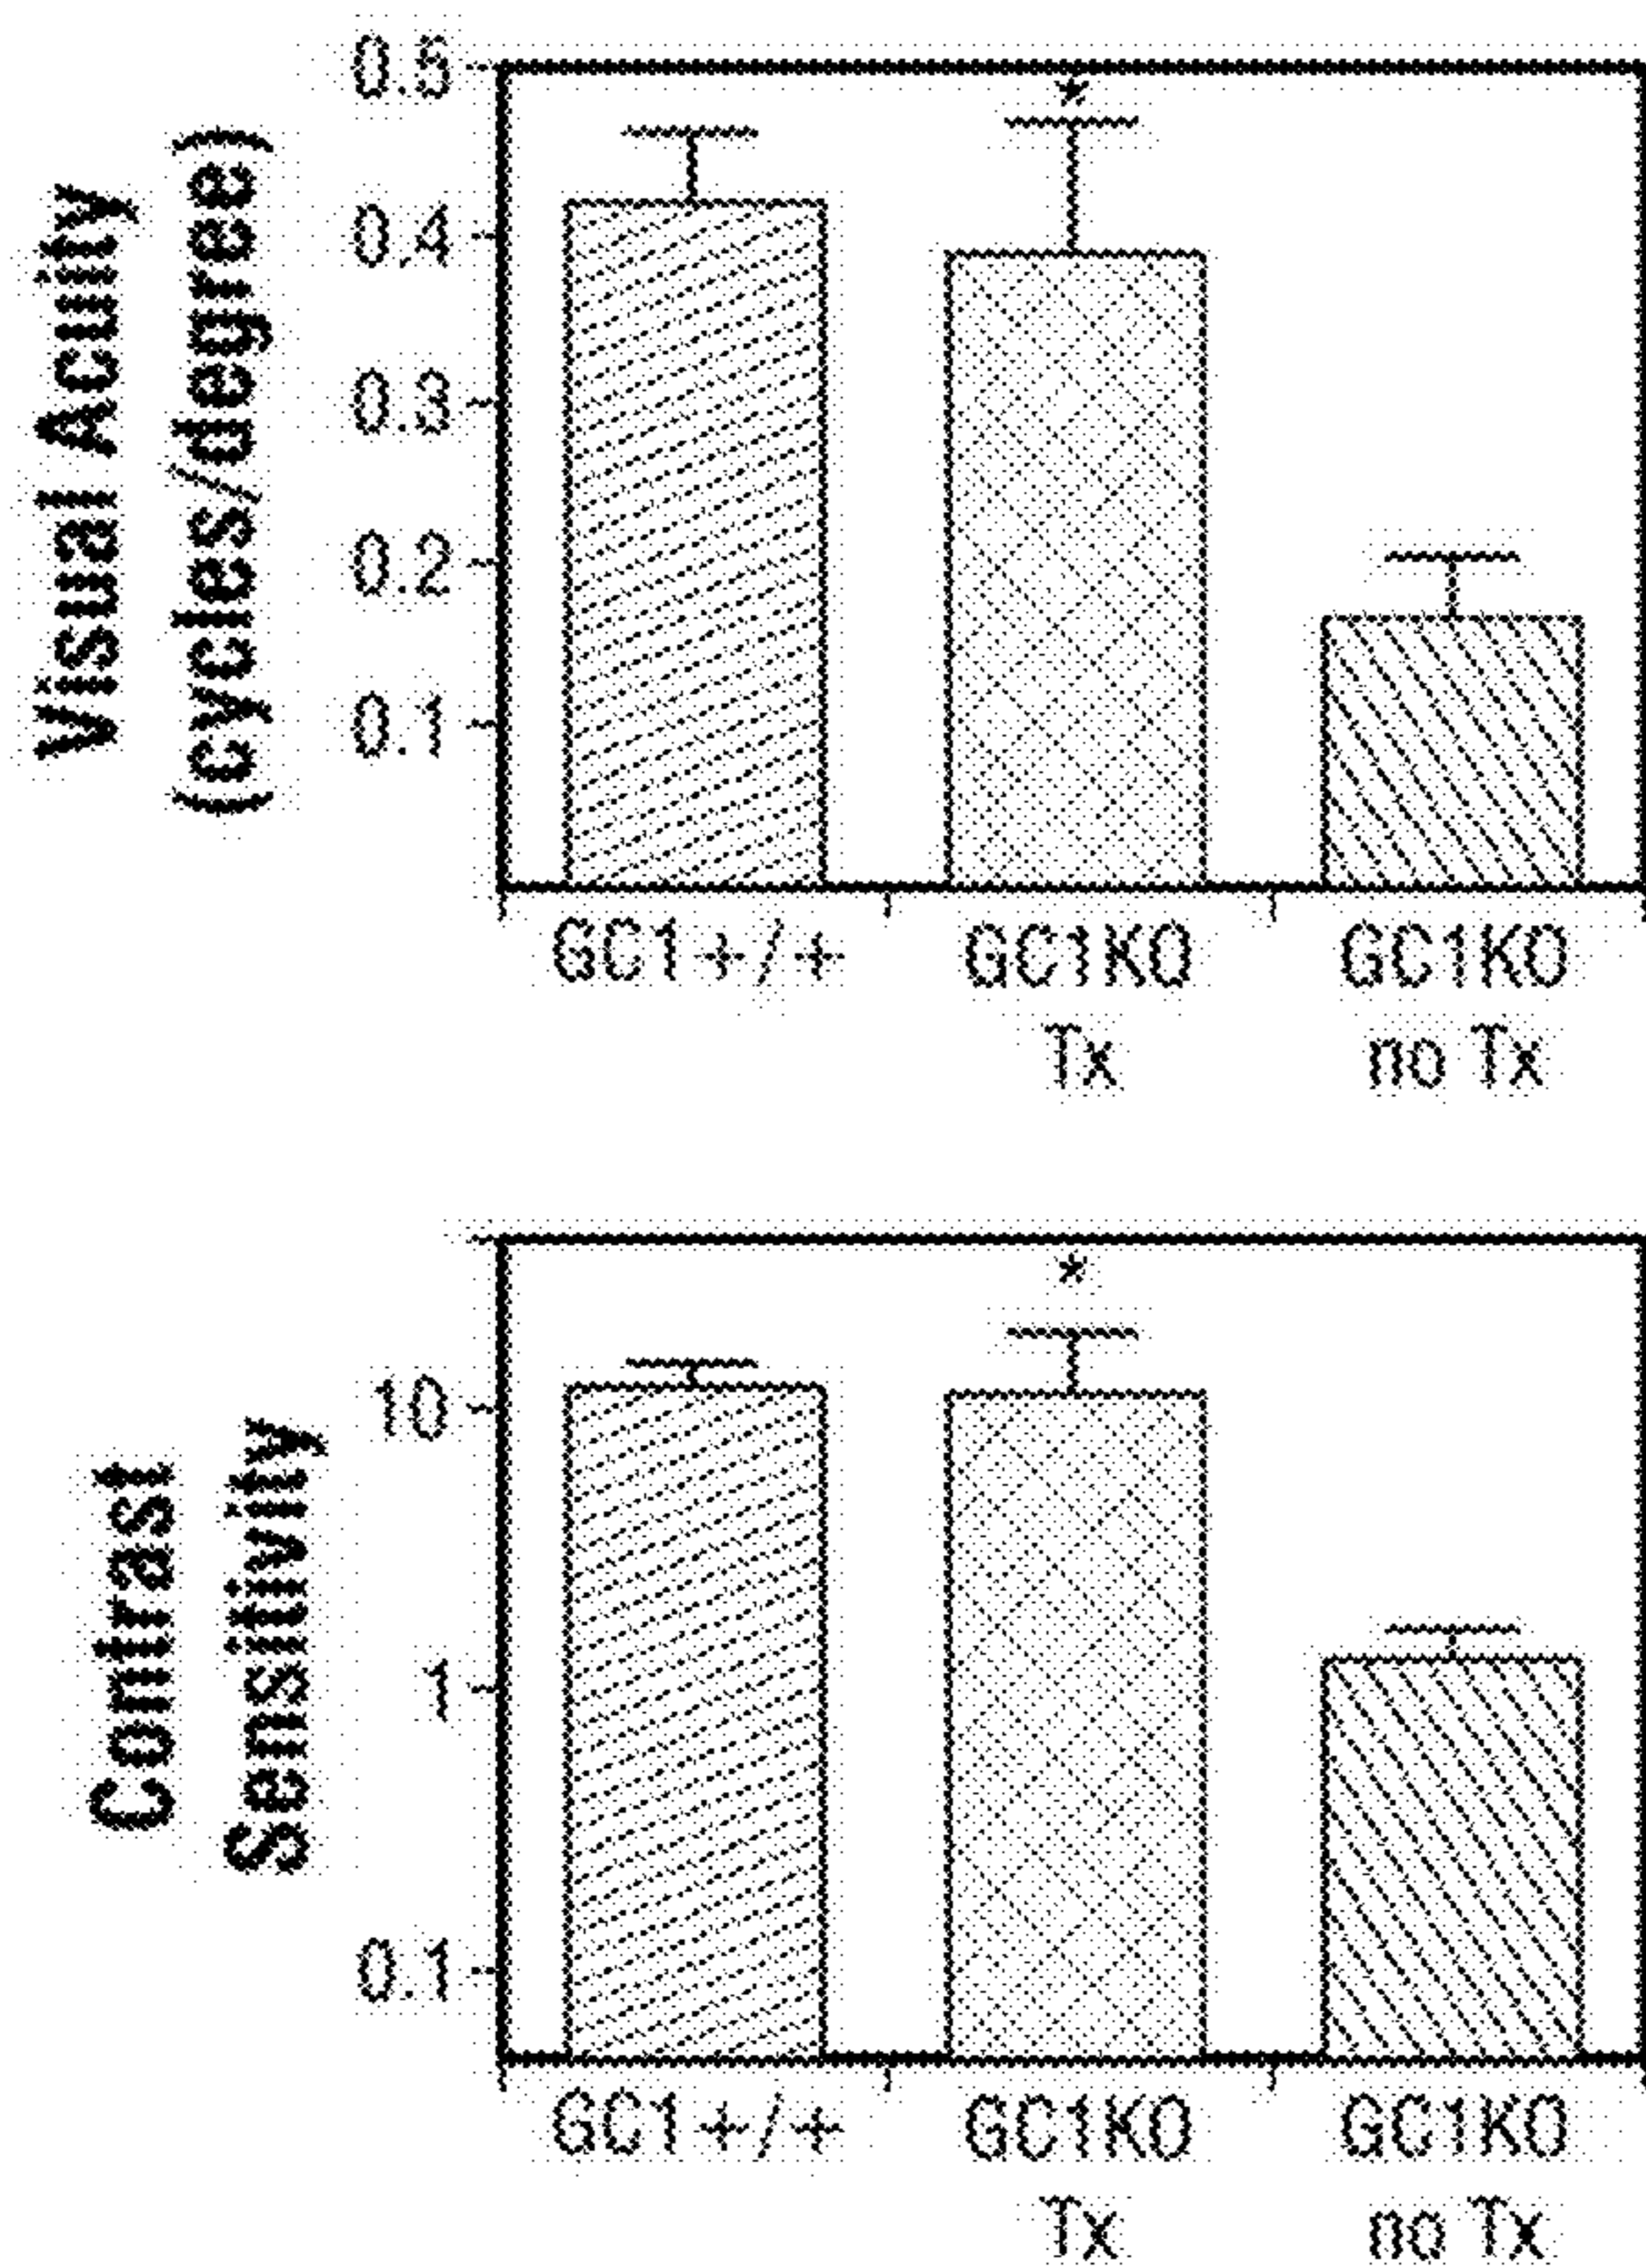 Visual Acuity
(cycles/degree)
0.5
0.4
0.3
0.2
0.1
*
GC1+/+
GC1KO
Tx
GC1KO
no Tx
Contrast
Sensitivity
10
1
0.1
*
GC1+/+
GC1KO
Tx
GC1KO
no Tx